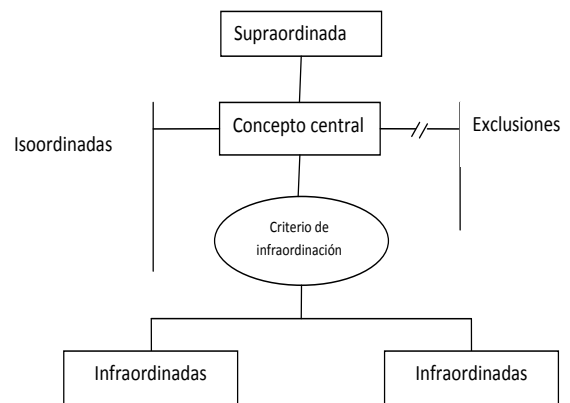 Supraordinada
Isoordinadas
Concepto central
Exclusiones
Criterio de
infraordinación
Infraordinadas
Infraordinadas